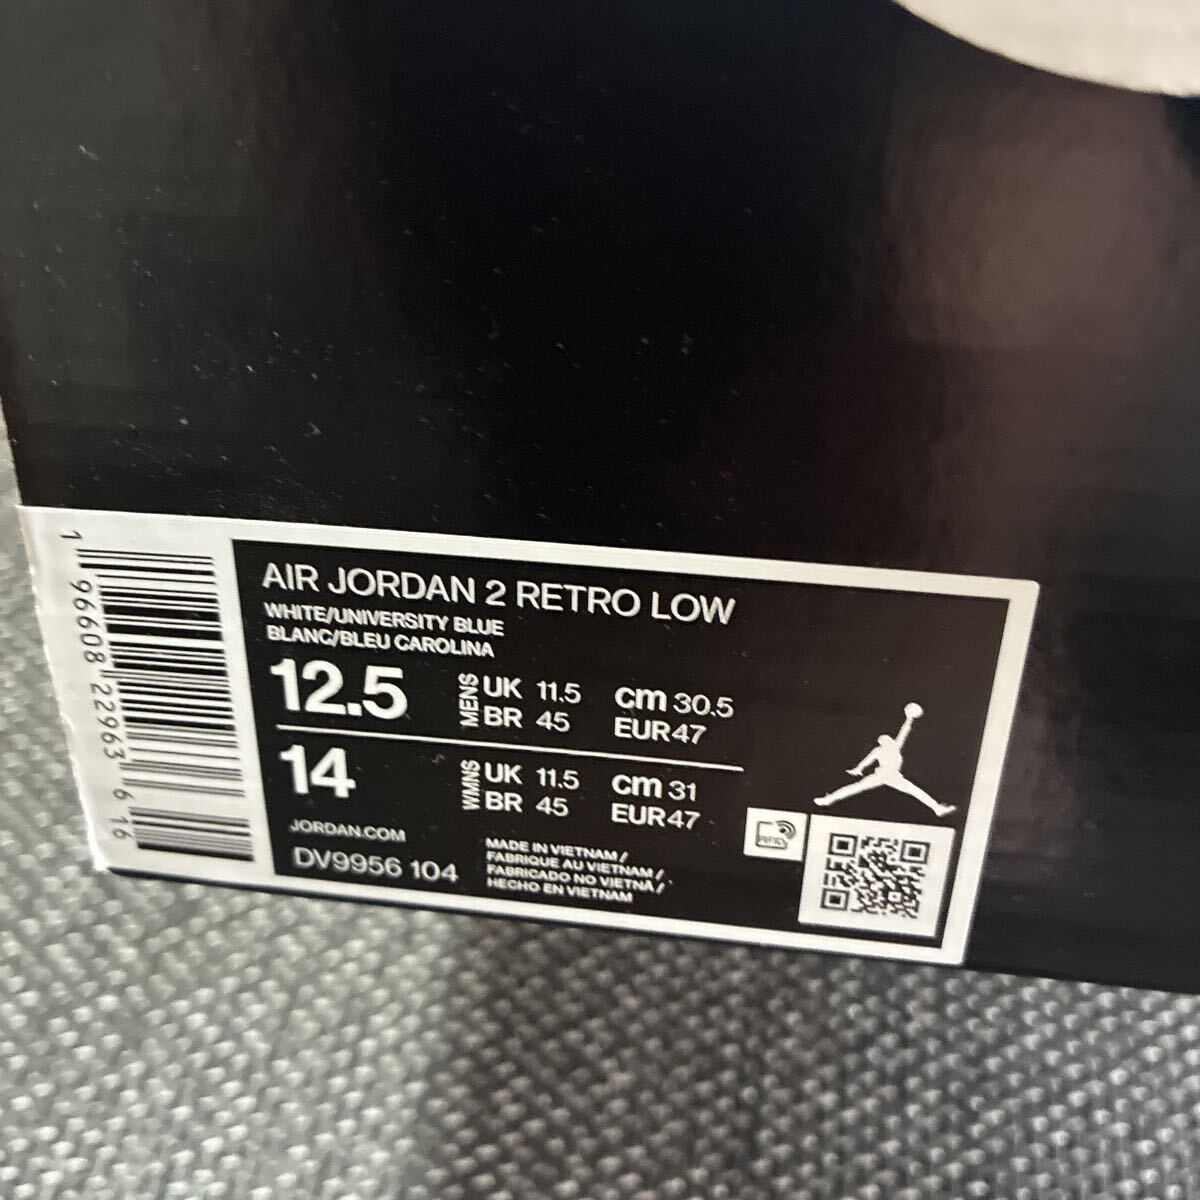 AIR JORDAN 2 RETRO LOW
WHITE/UNIVERSITY BLUE
BLANC/BLEU CAROLINA
12.5 MENS UK 11.5 cm 30.5
BR 45 EUR47
14 WMNS UK 11.5 cm 31
BR 45 EUR47
JORDAN.COM
DV9956 104
MADE IN VIETNAM /
FABRIQUE AU VIETNAM /
FABRICADO NO VIETNÃ /
HECHO EN VIETNAM
RFID
1 96608 22963 6 16